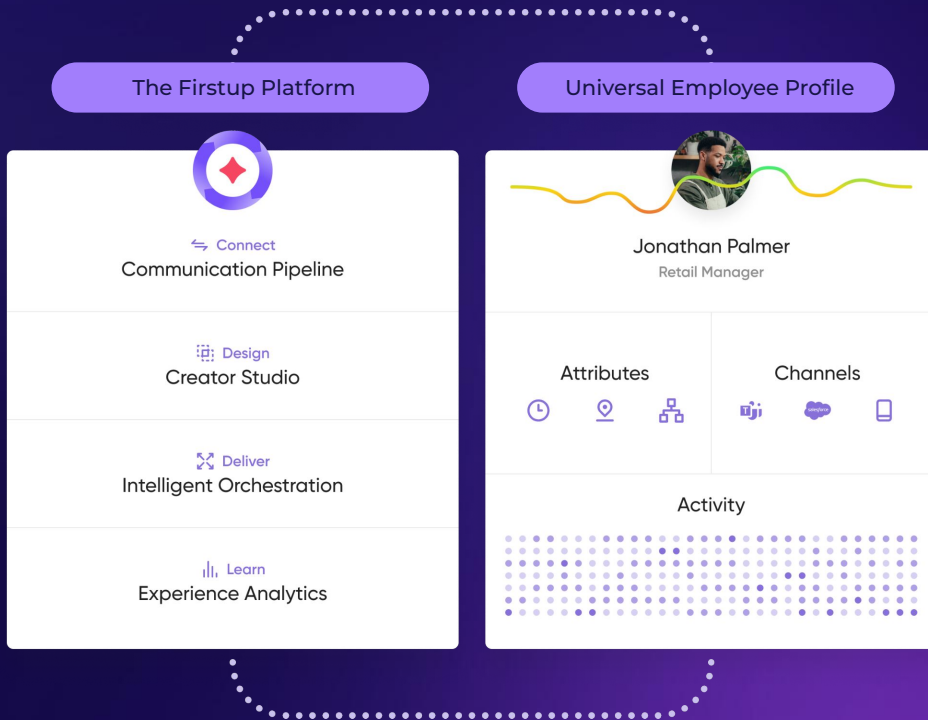 The Firstup Platform
Connect
Communication Pipeline
Design
Creator Studio
Deliver
Intelligent Orchestration
Learn
Experience Analytics
Universal Employee Profile
Jonathan Palmer
Retail Manager
Attributes
Channels
salesforce
Activity